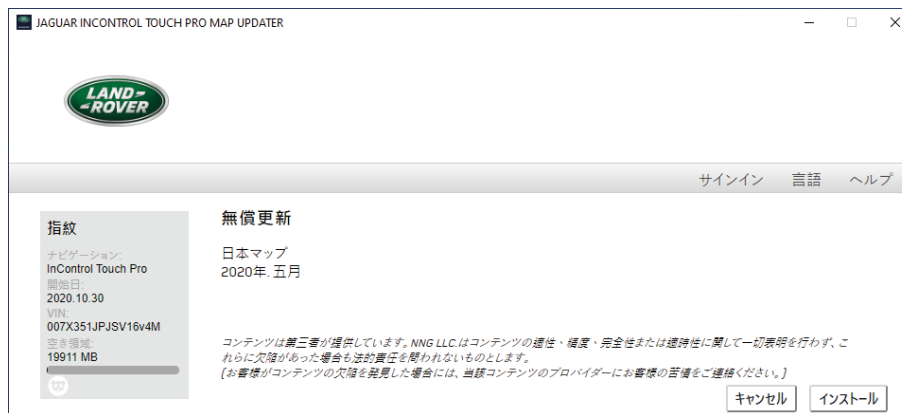 JAGUAR INCONTROL TOUCH PRO MAP UPDATER
LAND-
-ROVER
サインイン 言語 ヘルプ
指紋
ナビゲーション:
InControl Touch Pro
開始日:
2020.10.30
VIN:
007X351JPJSV16v4M
空き領域:
19911 MB
無償更新
日本マップ
2020年. 五月
コンテンツは第三者が提供しています。NNG LLC.はコンテンツの適性、精度、完全性または適時性に関して一切表明を行わず、こ
れらに欠陥があった場合も法的責任を問われないものとします。
(お客様がコンテンツの欠陥を発見した場合には、当該コンテンツのプロバイダーにお客様の苦情をご連絡ください。)
キャンセル インストール